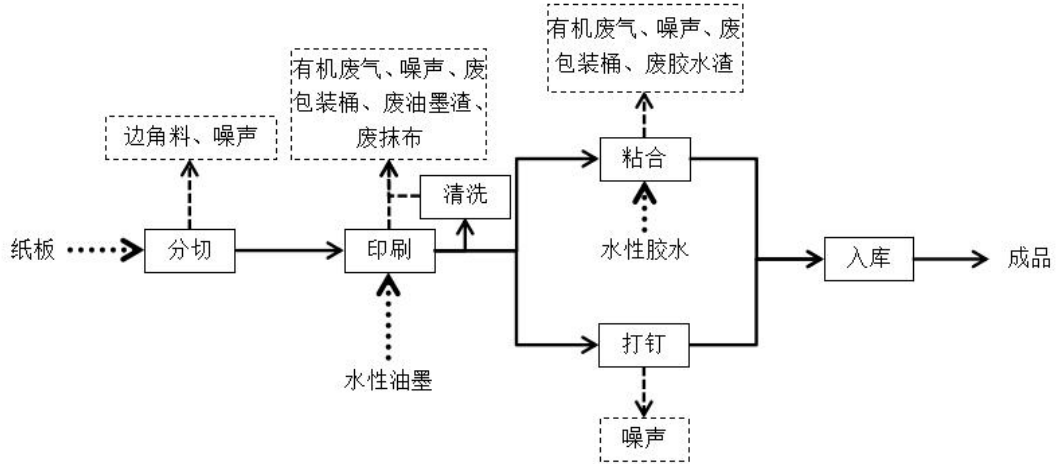 有机废气、噪声、废
包装桶、废胶水渣
有机废气、噪声、废
包装桶、废油墨渣、
废抹布
边角料、噪声
粘合
清洗
纸板
分切
印刷
水性胶水
入库
成品
打钉
水性油墨
噪声